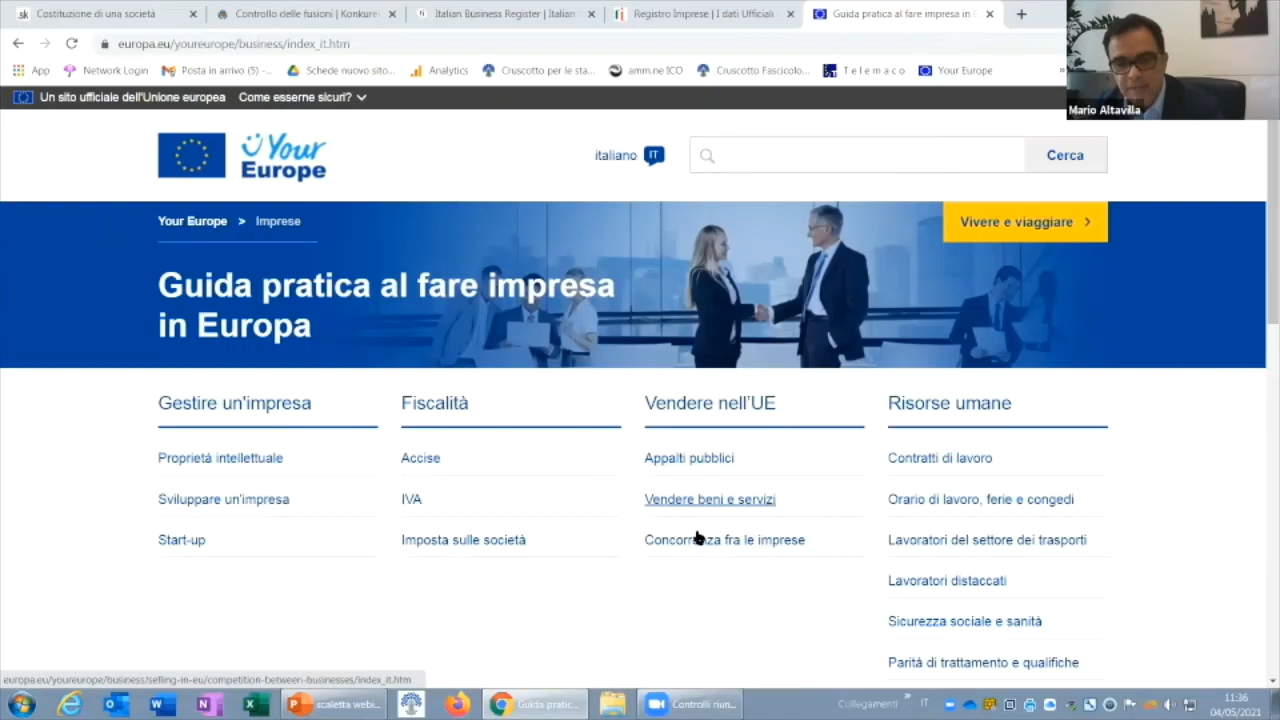 Costituzione di una società
Controllo delle fusioni | Konkure
Italian Business Register | Italian
Registro Imprese | I dati Ufficiali
Guida pratica al fare impresa in E
europa.eu/youreurope/business/index_it.htm
App
Network Login
Posta in arrivo (5) -...
Schede nuovo sito...
Analytics
Cruscotto per le sta...
amm.ne ICO
Cruscotto Fascicolo...
T e l e m a c o
Your Europe
Mario Altavilla
Un sito ufficiale dell'Unione europea
Come esserne sicuri?
Your
Europe
italiano
IT
Cerca
Your Europe > Imprese
Vivere e viaggiare >
Guida pratica al fare impresa
in Europa
Gestire un'impresa
Proprietà intellettuale
Sviluppare un'impresa
Start-up
Fiscalità
Accise
IVA
Imposta sulle società
Vendere nell'UE
Appalti pubblici
Vendere beni e servizi
Concorrenza fra le imprese
Risorse umane
Contratti di lavoro
Orario di lavoro, ferie e congedi
Lavoratori del settore dei trasporti
Lavoratori distaccati
Sicurezza sociale e sanità
Parità di trattamento e qualifiche
europa.eu/youreurope/business/selling-in-eu/competition-between-businesses/index_it.htm
scaletta webi...
Guida pratic...
Controlli riun...
Collegamenti
IT
11:36
04/05/2021